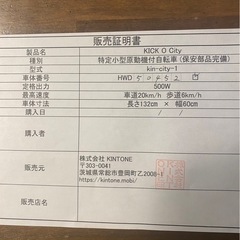 販売証明書
製品名 KICK O City
種別 特定小型原動機付自転車(保安部品完備)
型式 kin-city-1
車体番号 HWD 50852
定格出力 500W
最高速度 車道20km/h 歩道6km/h
車体寸法 長さ132cm × 幅60cm
購入日 / /
購入者
販売元 株式会社 KINTONE
茨城県常総市豊岡町乙2008-1
https://kintone.mobi/
販売店名